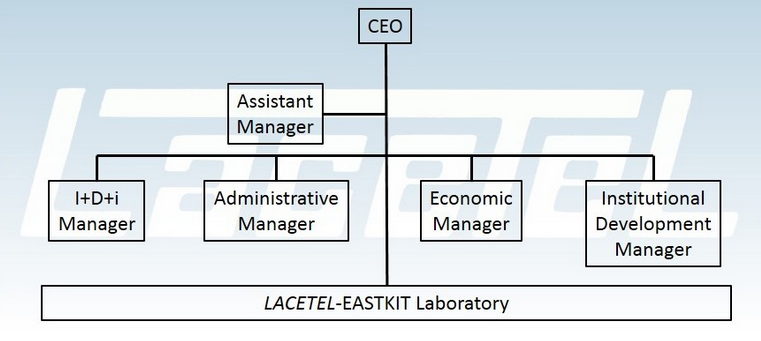 CEO
Assistant
Manager
I+D+i
Manager
Administrative
Manager
Economic
Manager
Institutional
Development
Manager
LACETEL-EASTKIT Laboratory
LaceTeL